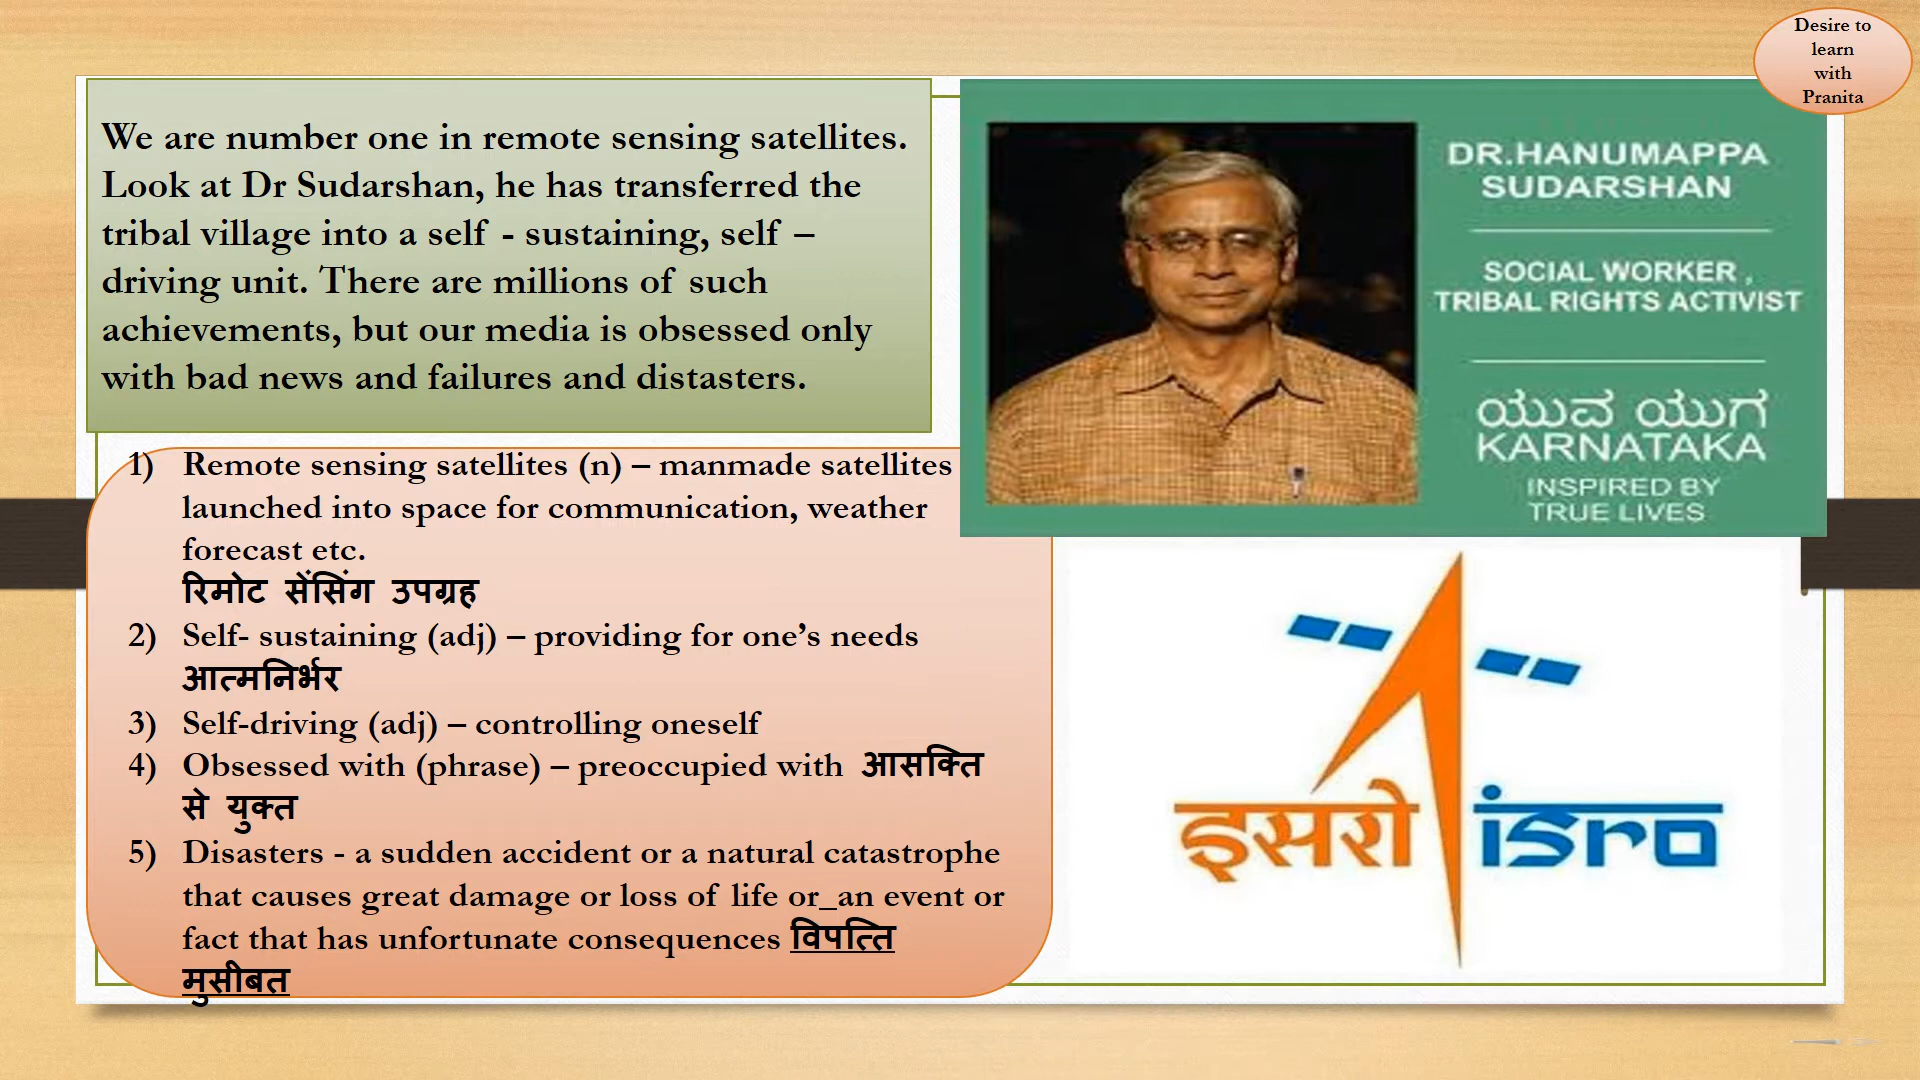 Desire to
learn
with
Pranita
We are number one in remote sensing satellites.
Look at Dr Sudarshan, he has transferred the
tribal village into a self - sustaining, self –
driving unit. There are millions of such
achievements, but our media is obsessed only
with bad news and failures and distasters.
DR.HANUMAPPA
SUDARSHAN
SOCIAL WORKER ,
TRIBAL RIGHTS ACTIVIST
ಯುವ ಯುಗ
KARNATAKA
INSPIRED BY
TRUE LIVES
1) Remote sensing satellites (n) – manmade satellites
launched into space for communication, weather
forecast etc.
रिमोट सेंसिंग उपग्रह
2) Self- sustaining (adj) – providing for one’s needs
आत्मनिर्भर
3) Self-driving (adj) – controlling oneself
4) Obsessed with (phrase) – preoccupied with आसक्ति
से युक्त
5) Disasters - a sudden accident or a natural catastrophe
that causes great damage or loss of life or_an event or
fact that has unfortunate consequences विपत्ति
मुसीबत
इसरो isro